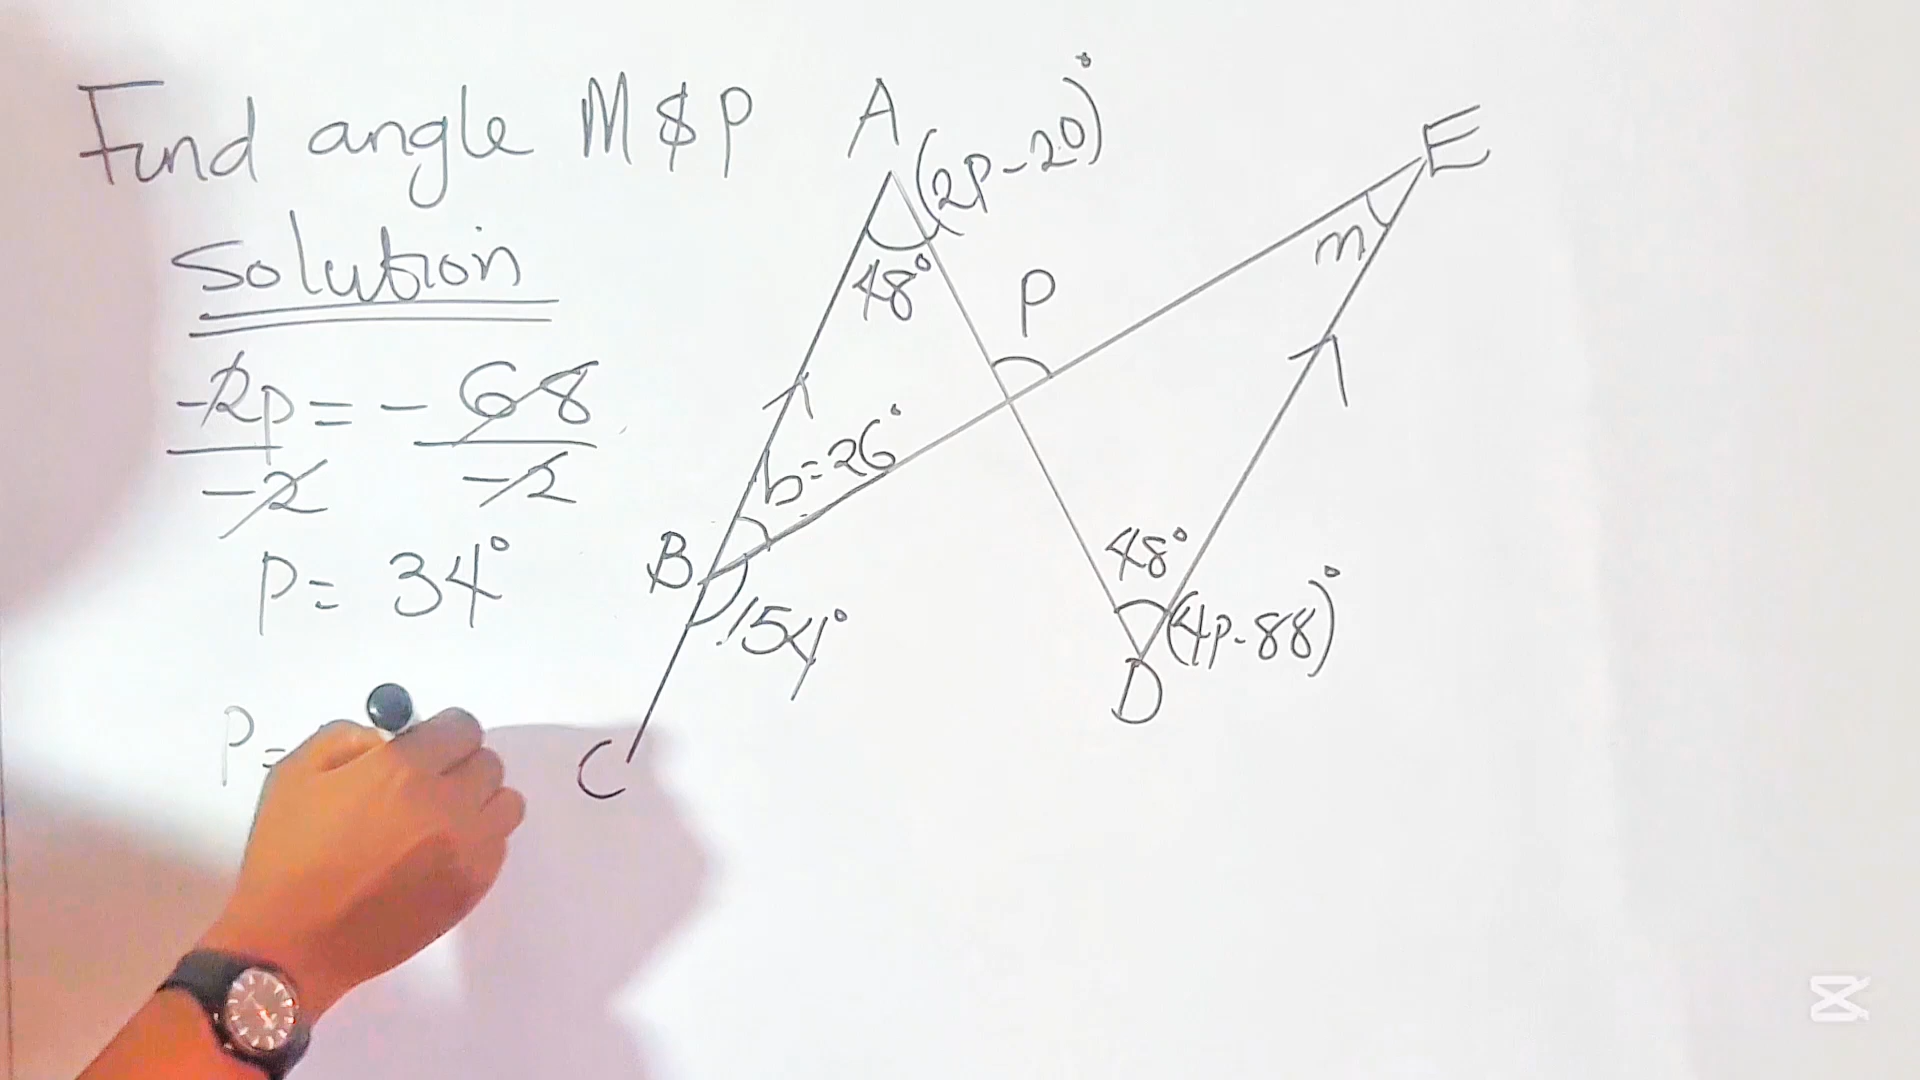 Find angle M & P
Solution
-2p = -68
-2 -2
P = 34°
P =
A
(2p-20)°
48°
E
m
P
b=26°
B
154°
C
48°
(4p-88)°
D